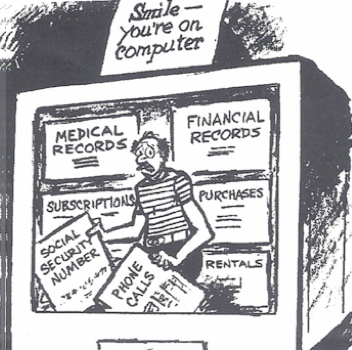 Smile—
you're on
computer
MEDICAL
RECORDS
FINANCIAL
RECORDS
SUBSCRIPTIONS
PURCHASES
SOCIAL
SECURITY
NUMBER
PHONE
CALLS
RENTALS